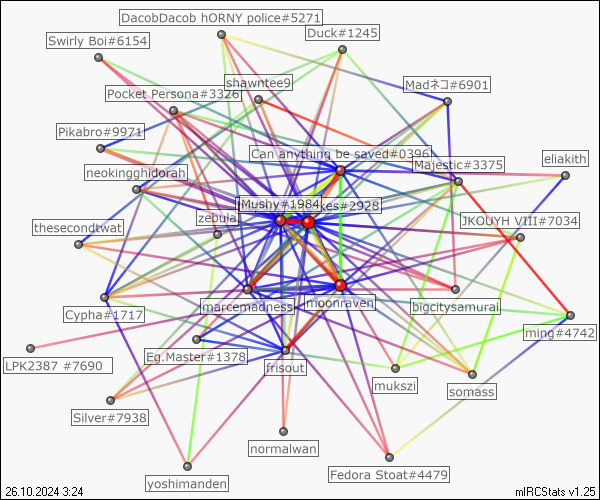 DacobDacob hORNY police#5271
Duck#1245
Swirly Boi#6154
shawntee9
Madネコ#6901
Pocket Persona#3326
Pikabro#9971
Can anything be saved#0396
Majestic#3375
eliakith
neokingghidorah
Mushy#1984
kes#2928
zebula
JKOUYH VIII#7034
thesecondtwat
marcemadness
moonraven
bigcitysamurai
Cypha#1717
ming#4742
Eg.Master#1378
LPK2387 #7690
frisout
mukszi
somass
Silver#7938
normalwan
yoshimanden
Fedora Stoat#4479
26.10.2024 3:24
mIRCStats v1.25